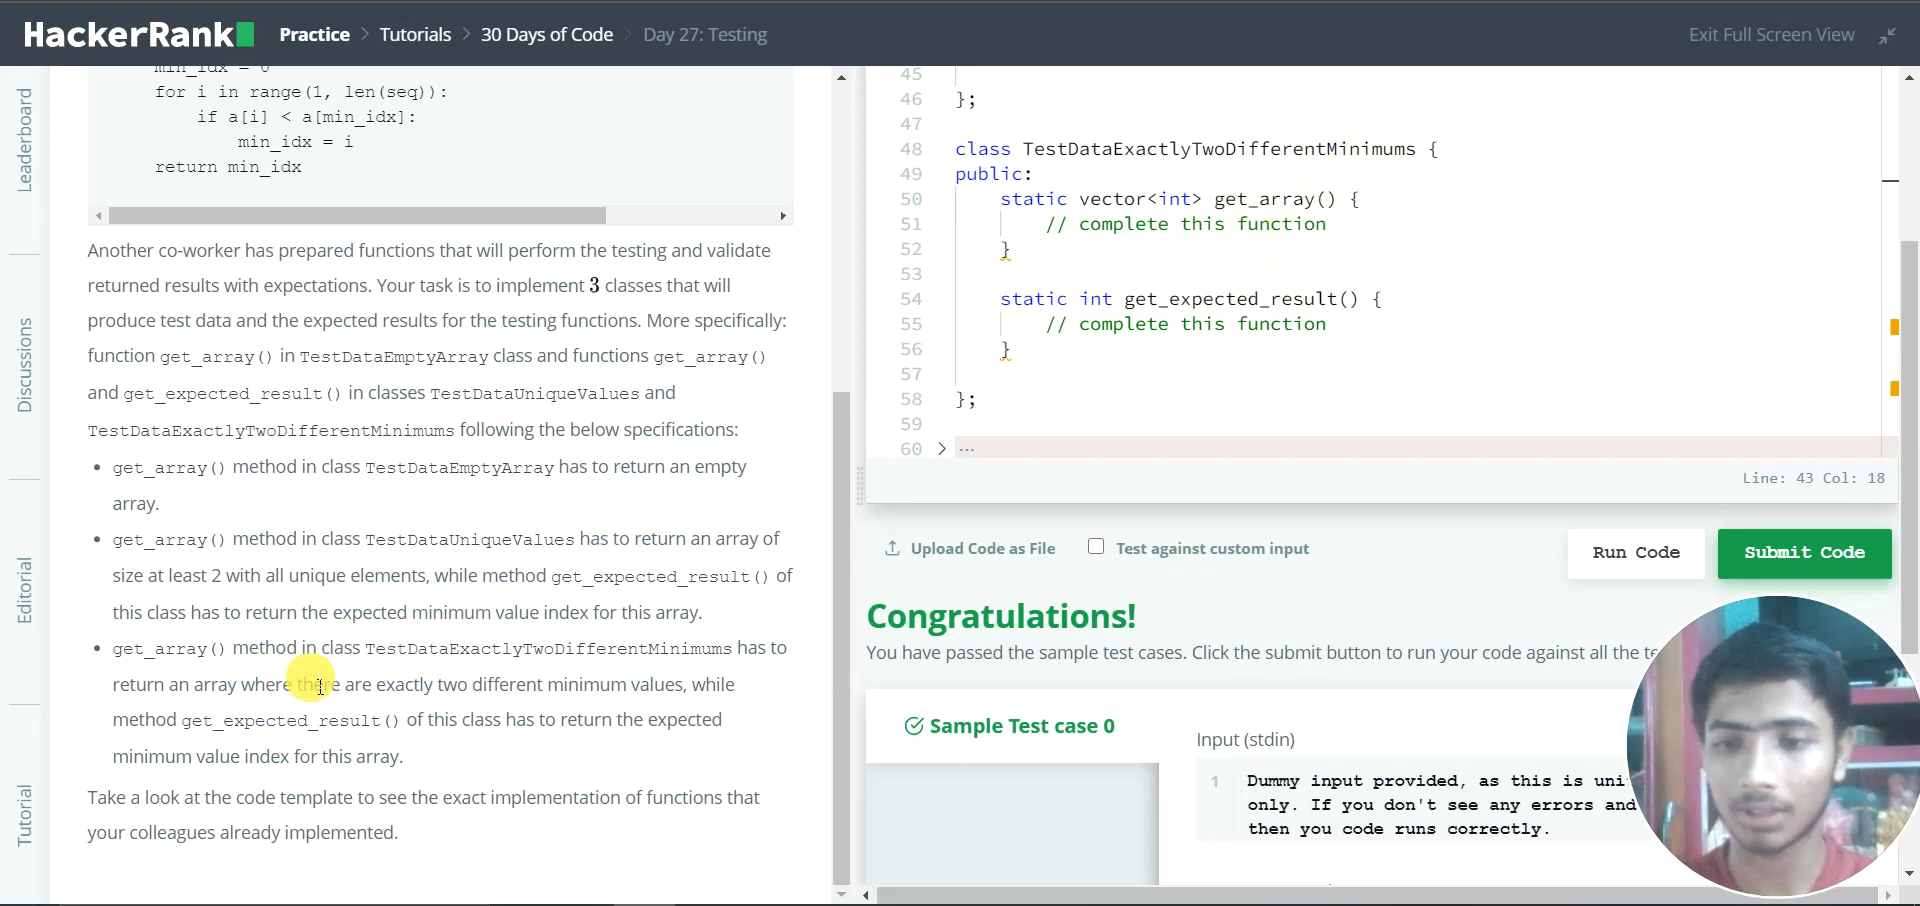 HackerRank Practice > Tutorials > 30 Days of Code > Day 27: Testing Exit Full Screen View
Leaderboard
Discussions
Editorial
Tutorial
min_idx = 0
for i in range(1, len(seq)):
if a[i] < a[min_idx]:
min_idx = i
return min_idx
Another co-worker has prepared functions that will perform the testing and validate
returned results with expectations. Your task is to implement 3 classes that will
produce test data and the expected results for the testing functions. More specifically:
function get_array() in TestDataEmptyArray class and functions get_array()
and get_expected_result() in classes TestDataUniqueValues and
TestDataExactlyTwoDifferentMinimums following the below specifications:
• get_array() method in class TestDataEmptyArray has to return an empty
array.
• get_array() method in class TestDataUniqueValues has to return an array of
size at least 2 with all unique elements, while method get_expected_result() of
this class has to return the expected minimum value index for this array.
• get_array() method in class TestDataExactlyTwoDifferentMinimums has to
return an array where there are exactly two different minimum values, while
method get_expected_result() of this class has to return the expected
minimum value index for this array.
Take a look at the code template to see the exact implementation of functions that
your colleagues already implemented.
45
46 };
47
48 class TestDataExactlyTwoDifferentMinimums {
49 public:
50 static vector<int> get_array() {
51 // complete this function
52 }
53
54 static int get_expected_result() {
55 // complete this function
56 }
57
58 };
59
60 > ...
Line: 43 Col: 18
Upload Code as File Test against custom input Run Code Submit Code
Congratulations!
You have passed the sample test cases. Click the submit button to run your code against all the
Sample Test case 0
Input (stdin)
1 Dummy input provided, as this is
only. If you don't see any errors and
then you code runs correctly.